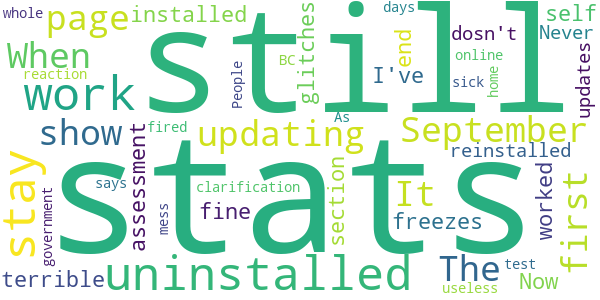 whole
page
installed
still
days
self
When
reaction
glitches
BC
People
I've
end
dosn't
Never
online
home
sick
updates
work
September
show
fired
updating
As
reinstalled
stay
says
assessment
stats
clarification
section
It
first
government
mess
fine
freezes
worked
terrible
uninstalled
The
test
Now
useless